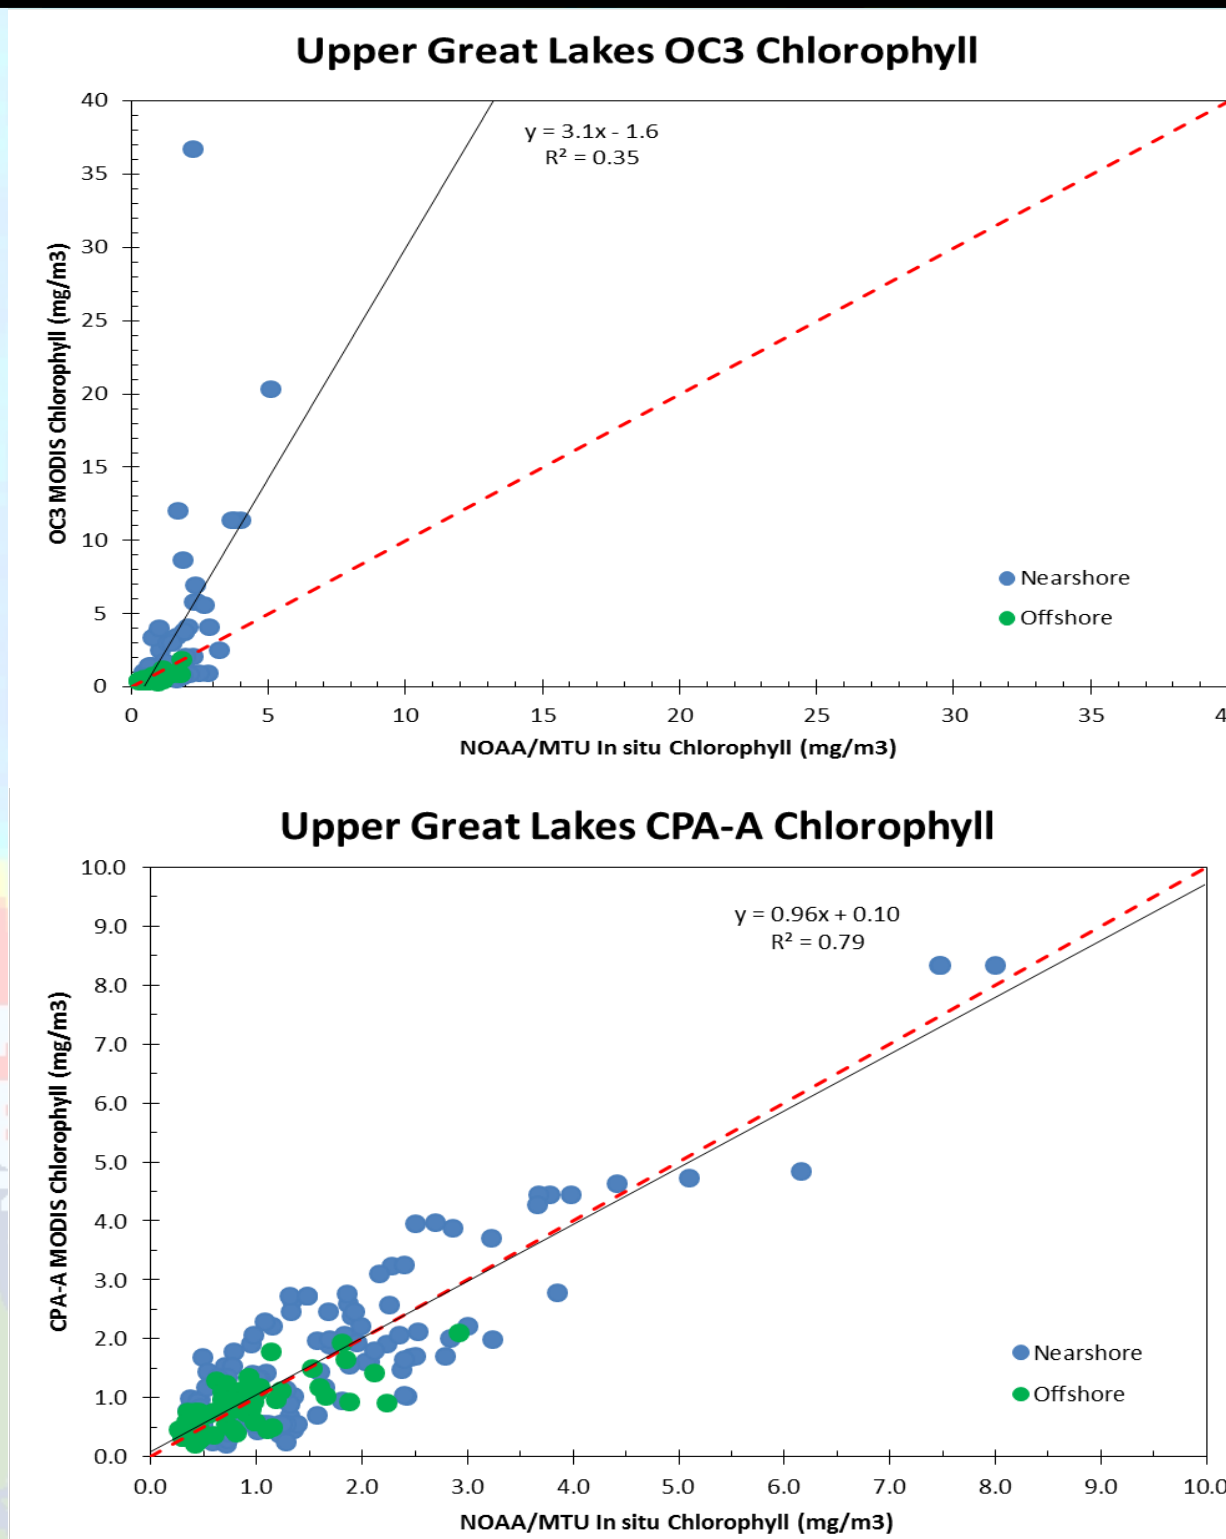 Upper Great Lakes OC3 Chlorophyll
40
35
30
25
20
15
10
5
0
OC3 MODIS Chlorophyll (mg/m3)
y = 3.1x - 1.6
R² = 0.35
Nearshore
Offshore
0 5 10 15 20 25 30 35 4
NOAA/MTU In situ Chlorophyll (mg/m3)
Upper Great Lakes CPA-A Chlorophyll
10.0
9.0
8.0
7.0
6.0
5.0
4.0
3.0
2.0
1.0
0.0
CPA-A MODIS Chlorophyll (mg/m3)
y = 0.96x + 0.10
R² = 0.79
Nearshore
Offshore
0.0 1.0 2.0 3.0 4.0 5.0 6.0 7.0 8.0 9.0 10.0
NOAA/MTU In situ Chlorophyll (mg/m3)